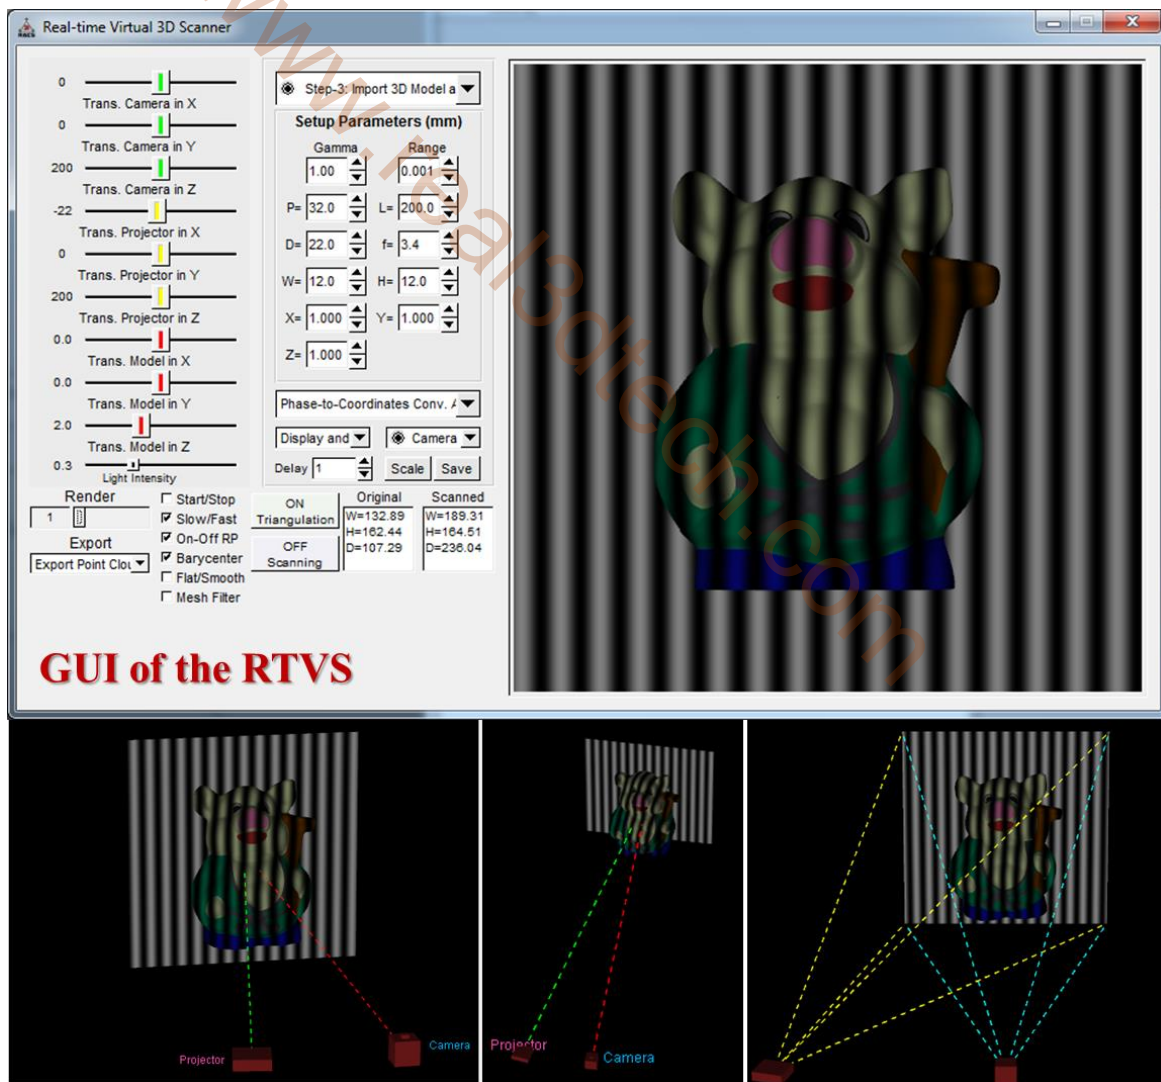 Real-time Virtual 3D Scanner
0
Trans. Camera in X
0
Trans. Camera in Y
200
Trans. Camera in Z
-22
Trans. Projector in X
0
Trans. Projector in Y
200
Trans. Projector in Z
0.0
Trans. Model in X
0.0
Trans. Model in Y
2.0
Trans. Model in Z
0.3
Light Intensity
Render
1
Export
Export Point Clou
Start/Stop
Slow/Fast
On-Off RP
Barycenter
Flat/Smooth
Mesh Filter
Step-3: Import 3D Model a
Setup Parameters (mm)
Gamma Range
1.00 0.001
P= 32.0 L= 200.0
D= 22.0 f= 3.4
W= 12.0 H= 12.0
X= 1.000 Y= 1.000
Z= 1.000
Phase-to-Coordinates Conv. A
Display and Camera
Delay 1 Scale Save
ON
Triangulation
OFF
Scanning
Original
W=132.89
H=162.44
D=107.29
Scanned
W=189.31
H=164.51
D=236.04
GUI of the RTVS
www.real3dtech.com
Projector Camera
Projector
Camera